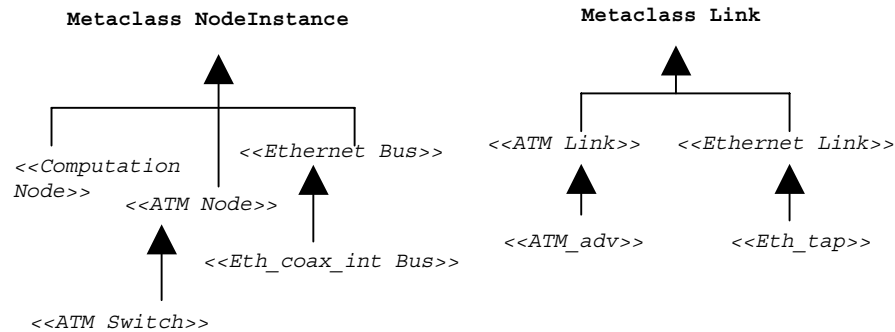 Metaclass NodeInstance
Metaclass Link
<<Computation
Node>>
<<Ethernet Bus>>
<<ATM Node>>
<<Eth_coax_int Bus>>
<<ATM Switch>>
<<ATM Link>>
<<Ethernet Link>>
<<ATM_adv>>
<<Eth_tap>>